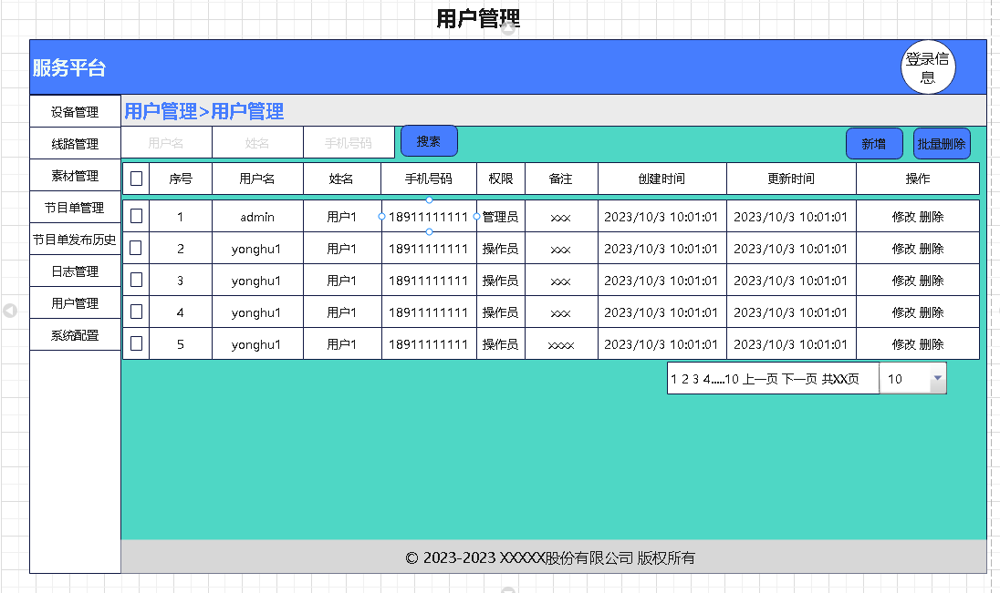 用户管理
服务平台
登录信
息
设备管理
线路管理
素材管理
节目单管理
节目单发布历史
日志管理
用户管理
系统配置
用户管理>用户管理
用户名 姓名 手机号码 搜索 新增 批量删除
序号 用户名 姓名 手机号码 权限 备注 创建时间 更新时间 操作
1 admin 用户1 18911111111 管理员 xxx 2023/10/3 10:01:01 2023/10/3 10:01:01 修改 删除
2 yonghu1 用户1 18911111111 操作员 xxx 2023/10/3 10:01:01 2023/10/3 10:01:01 修改 删除
3 yonghu1 用户1 18911111111 操作员 xxx 2023/10/3 10:01:01 2023/10/3 10:01:01 修改 删除
4 yonghu1 用户1 18911111111 操作员 xxx 2023/10/3 10:01:01 2023/10/3 10:01:01 修改 删除
5 yonghu1 用户1 18911111111 操作员 xxxx 2023/10/3 10:01:01 2023/10/3 10:01:01 修改 删除
1 2 3 4.....10 上一页 下一页 共XX页 10
© 2023-2023 XXXXX股份有限公司 版权所有